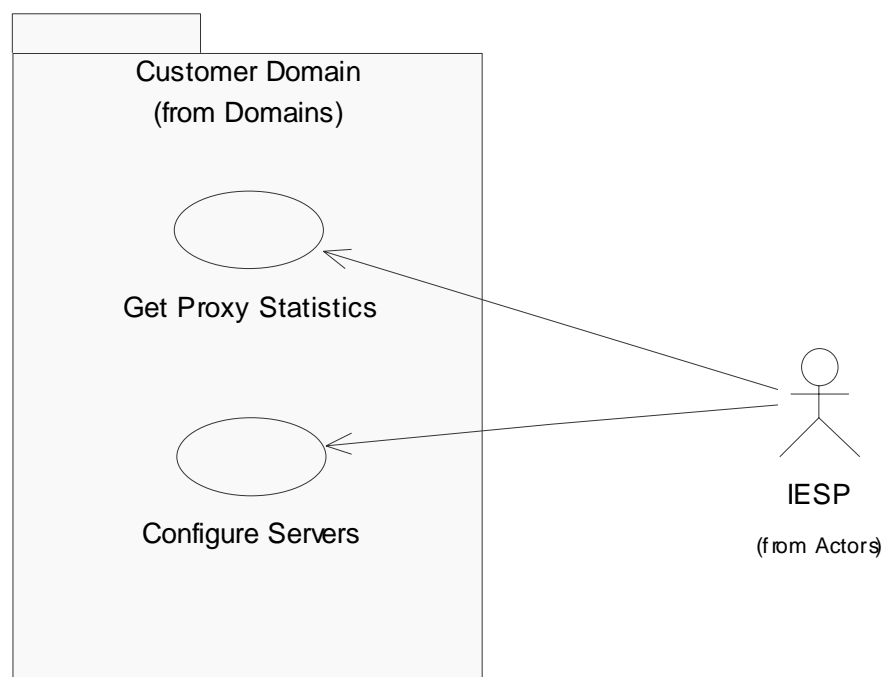 Customer Domain
(from Domains)
Get Proxy Statistics
Configure Servers
IESP
(from Actors)